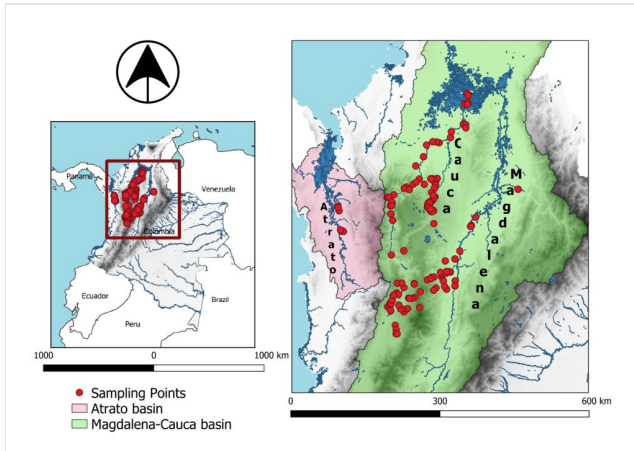 Panamá
Venezuela
Colombia
Ecuador
Brazil
Peru
1000
0
1000 km
Sampling Points
Atrato basin
Magdalena-Cauca basin
Atrato
Cauca
Magdalena
0
300
600 km